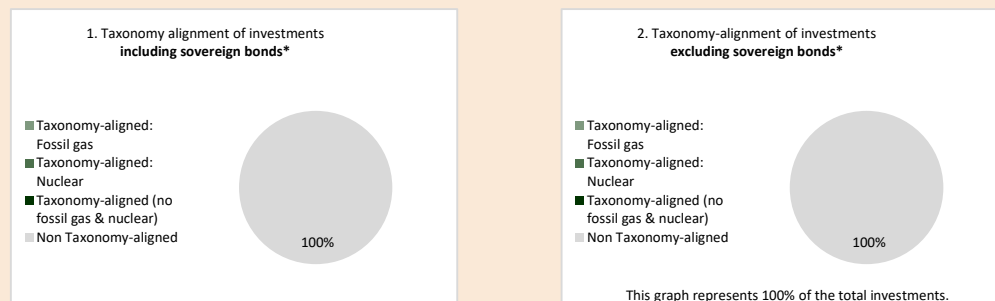 1. Taxonomy alignment of investments
including sovereign bonds*
Taxonomy-aligned:
Fossil gas
Taxonomy-aligned:
Nuclear
Taxonomy-aligned (no
fossil gas & nuclear)
Non Taxonomy-aligned
100%
2. Taxonomy-alignment of investments
excluding sovereign bonds*
Taxonomy-aligned:
Fossil gas
Taxonomy-aligned:
Nuclear
Taxonomy-aligned (no
fossil gas & nuclear)
Non Taxonomy-aligned
100%
This graph represents 100% of the total investments.